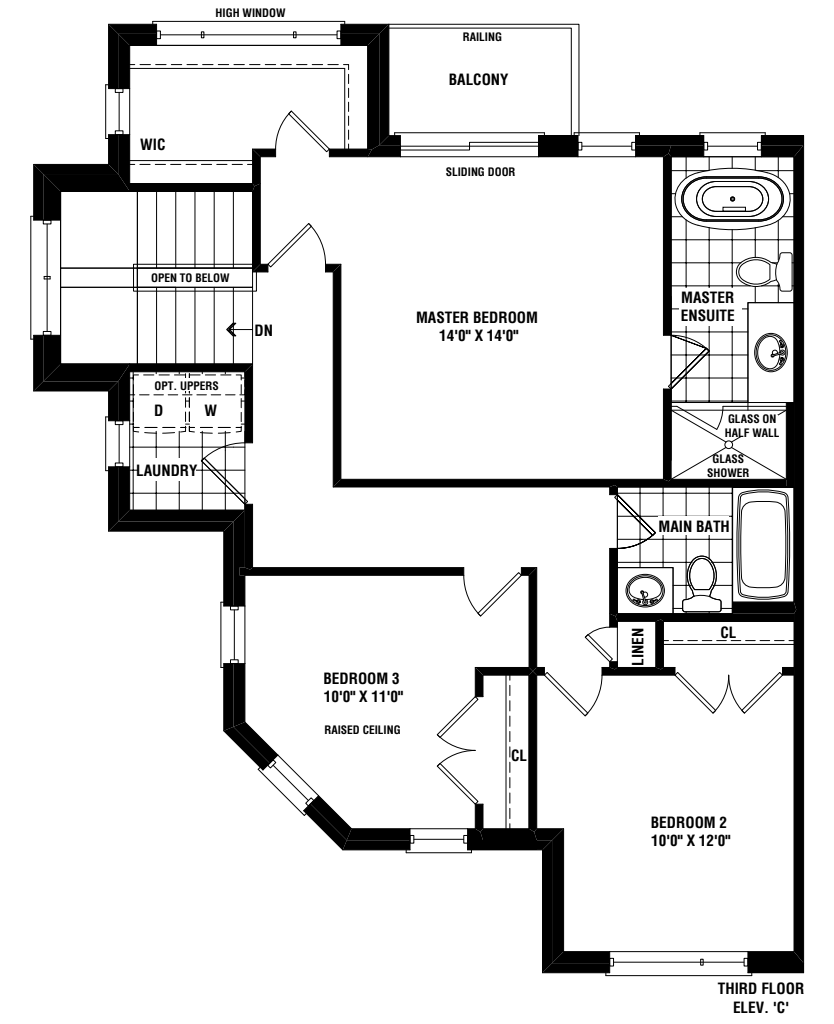 HIGH WINDOW
RAILING
BALCONY
WIC
SLIDING DOOR
OPEN TO BELOW
MASTER
ENSUITE
MASTER BEDROOM
14'0" X 14'0"
DN
OPT. UPPERS
D
W
GLASS ON
HALF WALL
GLASS
SHOWER
LAUNDRY
MAIN BATH
LINEN
CL
BEDROOM 3
10'0" X 11'0"
RAISED CEILING
CL
BEDROOM 2
10'0" X 12'0"
THIRD FLOOR
ELEV. 'C'